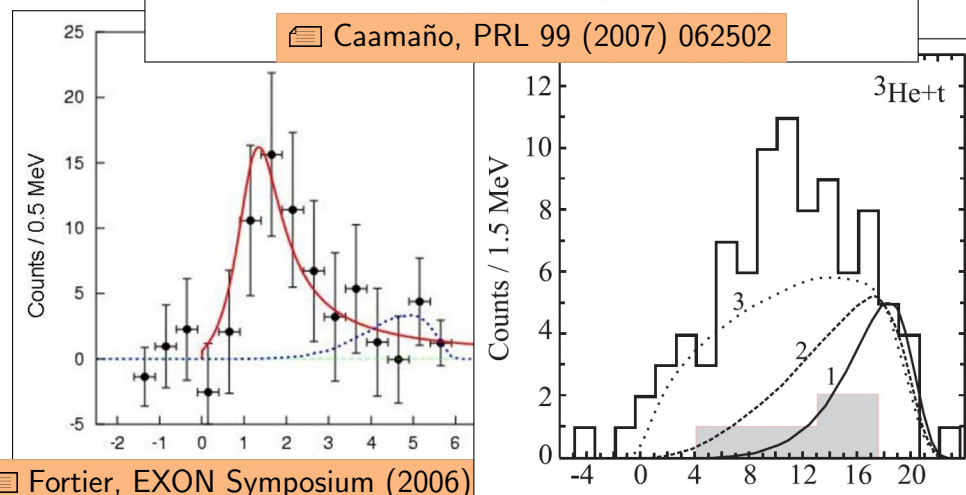 Caamaño, PRL 99 (2007) 062502
25
20
15
10
5
0
-5
Counts / 0.5 MeV
-2 -1 0 1 2 3 4 5 6
Fortier, EXON Symposium (2006)
³He+t
12
10
8
6
4
2
0
Counts / 1.5 MeV
3
2
1
-4 0 4 8 12 16 20